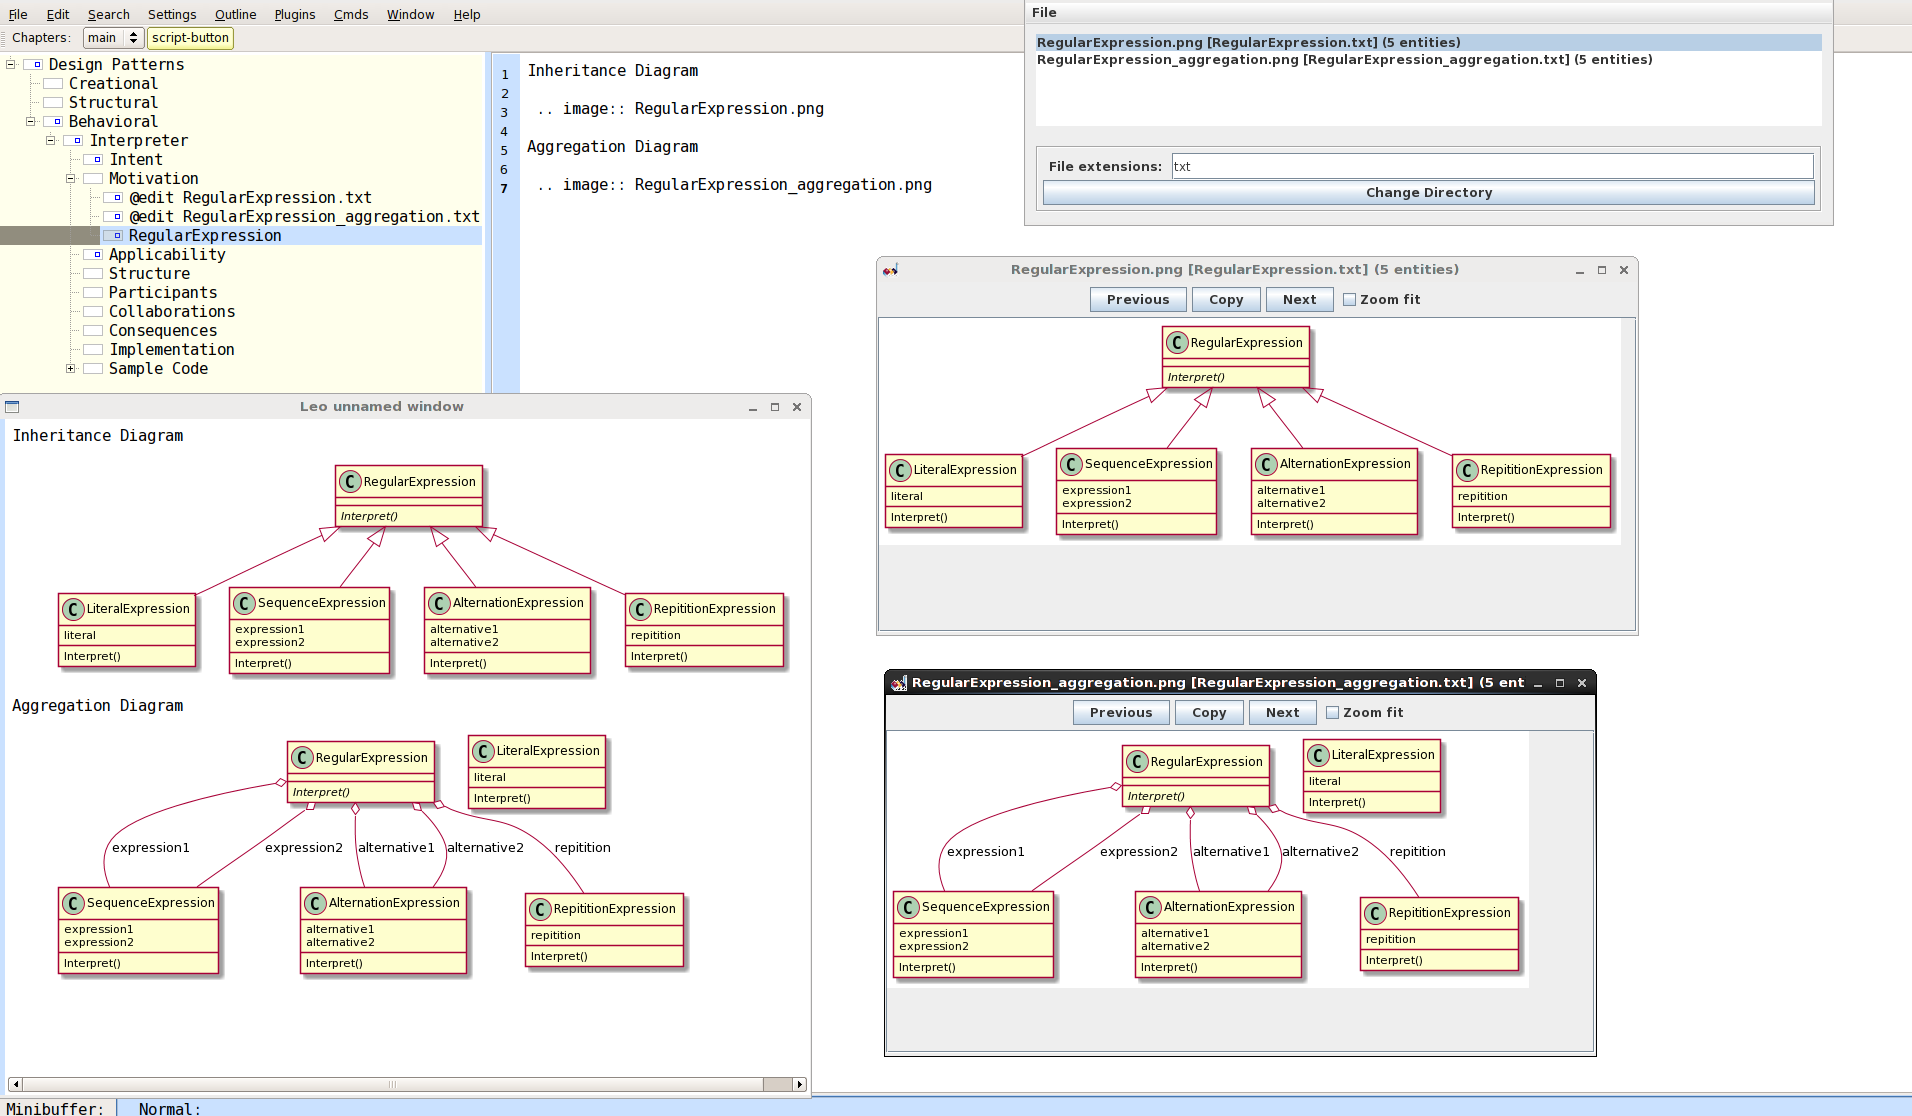 File Edit Search Settings Outline Plugins Cmds Window Help
Chapters: main script-button
Design Patterns
Creational
Structural
Behavioral
Interpreter
Intent
Motivation
@edit RegularExpression.txt
@edit RegularExpression_aggregation.txt
RegularExpression
Applicability
Structure
Participants
Collaborations
Consequences
Implementation
Sample Code
1 Inheritance Diagram
2
3 .. image:: RegularExpression.png
4
5 Aggregation Diagram
6
7 .. image:: RegularExpression_aggregation.png
File
RegularExpression.png [RegularExpression.txt] (5 entities)
RegularExpression_aggregation.png [RegularExpression_aggregation.txt] (5 entities)
File extensions: txt
Change Directory
Leo unnamed window
Inheritance Diagram
C RegularExpression
Interpret()
C LiteralExpression
literal
Interpret()
C SequenceExpression
expression1
expression2
Interpret()
C AlternationExpression
alternative1
alternative2
Interpret()
C RepititionExpression
repitition
Interpret()
Aggregation Diagram
C RegularExpression
Interpret()
C LiteralExpression
literal
Interpret()
expression1 expression2 alternative1 alternative2 repitition
C SequenceExpression
expression1
expression2
Interpret()
C AlternationExpression
alternative1
alternative2
Interpret()
C RepititionExpression
repitition
Interpret()
RegularExpression.png [RegularExpression.txt] (5 entities)
Previous Copy Next Zoom fit
C RegularExpression
Interpret()
C LiteralExpression
literal
Interpret()
C SequenceExpression
expression1
expression2
Interpret()
C AlternationExpression
alternative1
alternative2
Interpret()
C RepititionExpression
repitition
Interpret()
RegularExpression_aggregation.png [RegularExpression_aggregation.txt] (5 ent
Previous Copy Next Zoom fit
C RegularExpression
Interpret()
C LiteralExpression
literal
Interpret()
expression1 expression2 alternative1 alternative2 repitition
C SequenceExpression
expression1
expression2
Interpret()
C AlternationExpression
alternative1
alternative2
Interpret()
C RepititionExpression
repitition
Interpret()
Minibuffer: Normal: